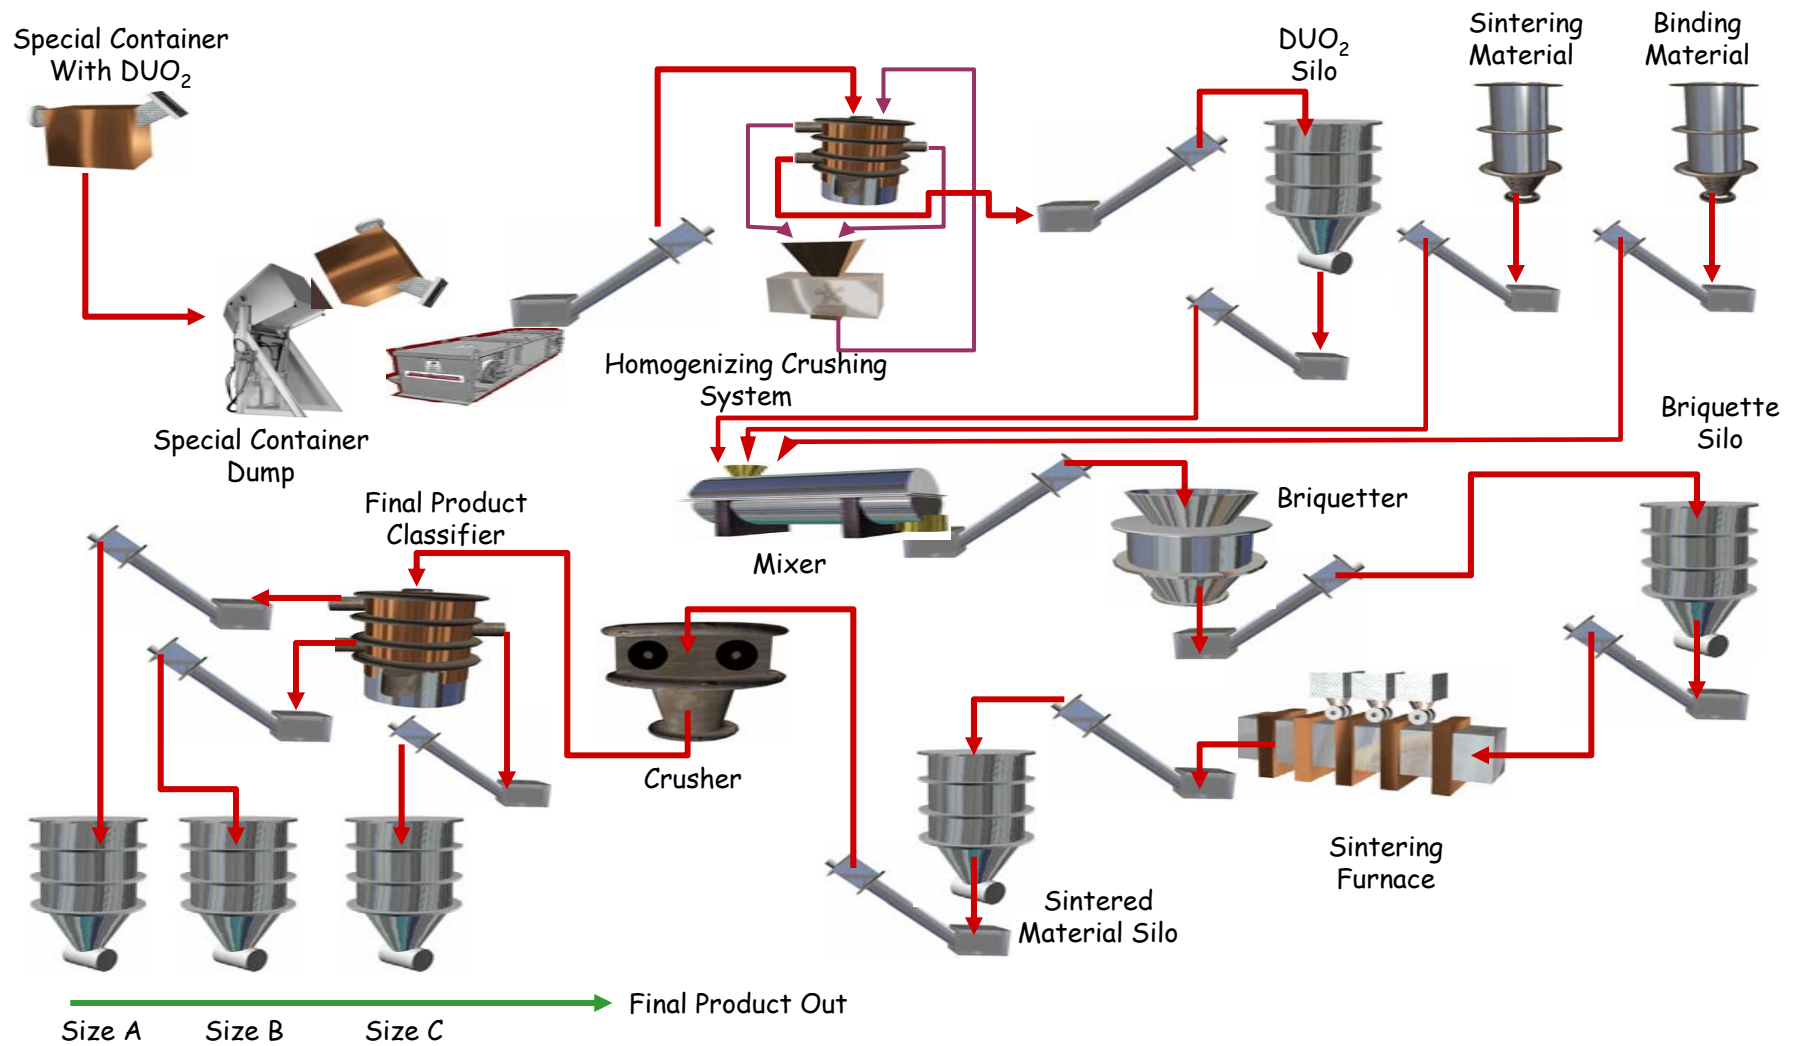 Special Container
With DUO₂
DUO₂
Silo
Sintering
Material
Binding
Material
Homogenizing Crushing
System
Special Container
Dump
Briquette
Silo
Final Product
Classifier
Mixer
Briquetter
Crusher
Sintering
Furnace
Sintered
Material Silo
Final Product Out
Size A
Size B
Size C